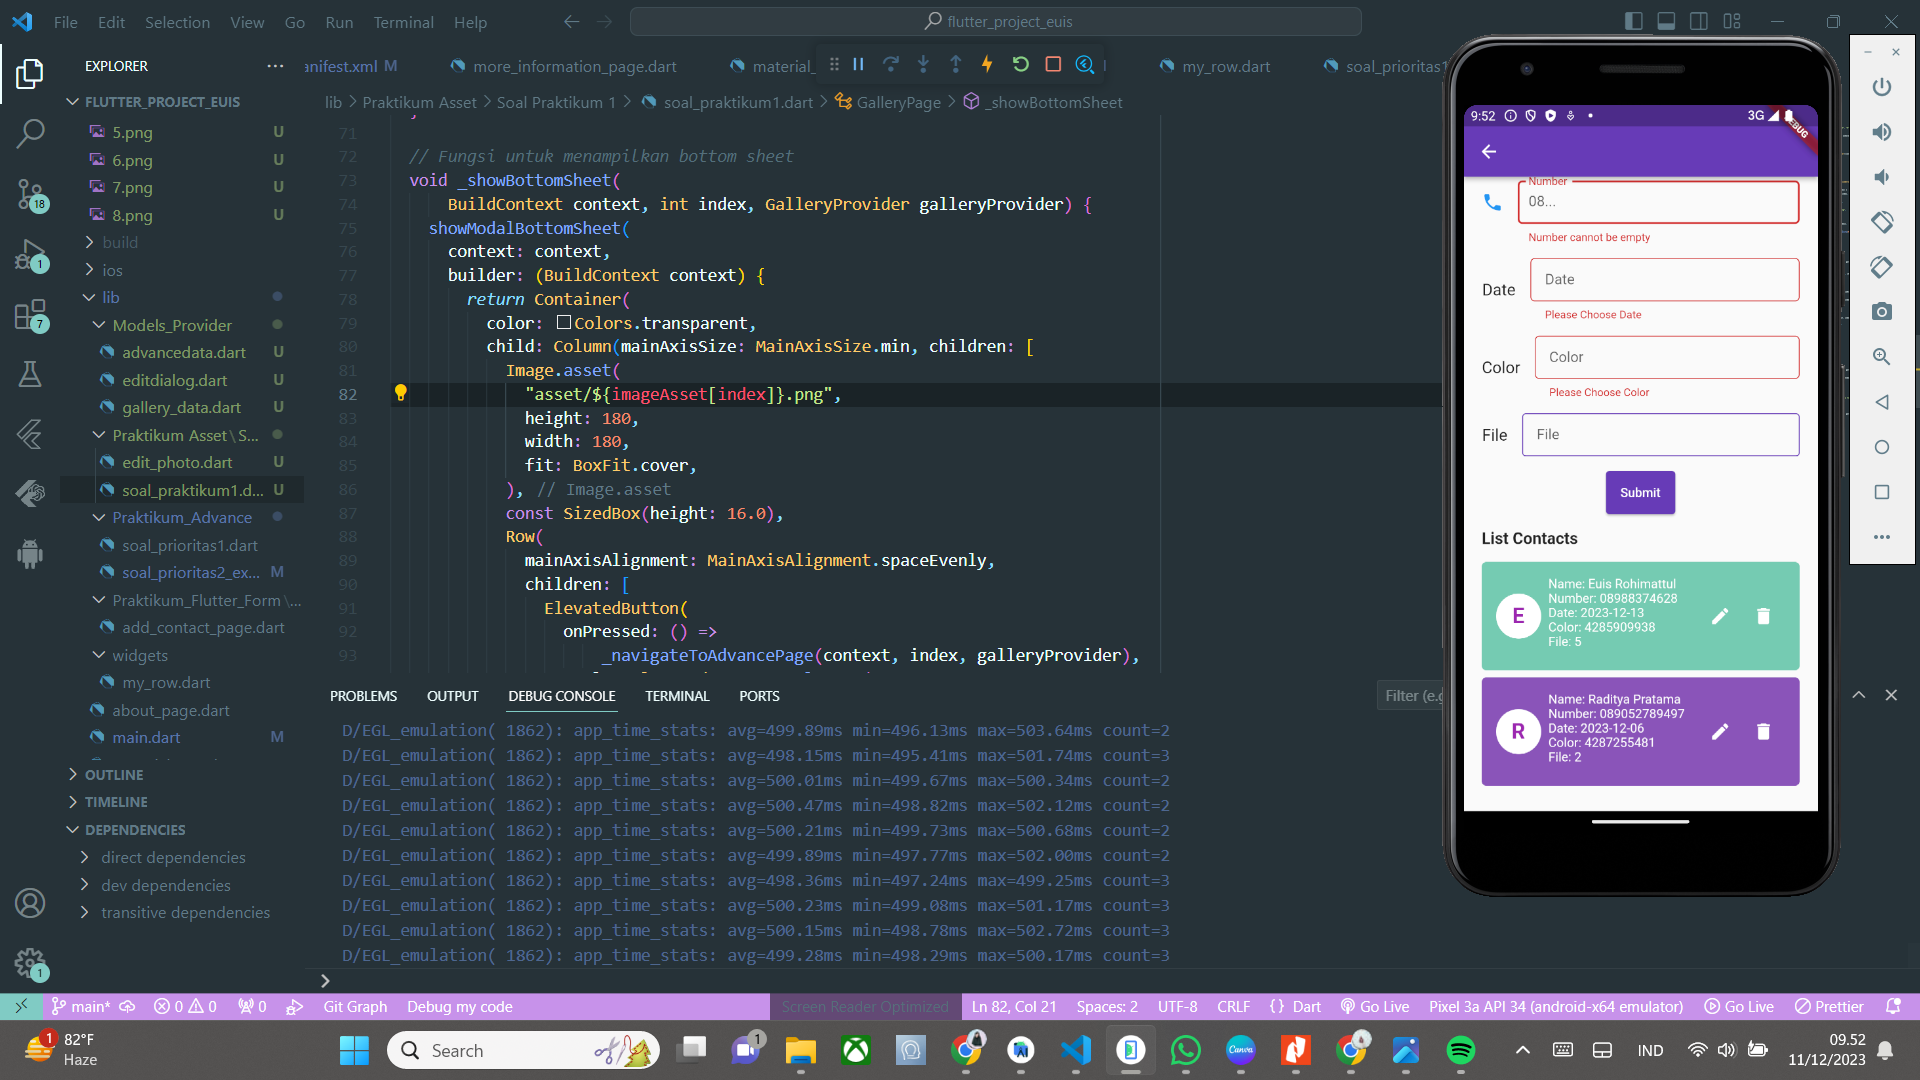 File Edit Selection View Go Run Terminal Help
flutter_project_euis
EXPLORER
FLUTTER_PROJECT_EUIS
5.png U
6.png U
7.png U
8.png U
build
ios
lib
Models_Provider
advancedata.dart U
editdialog.dart U
gallery_data.dart U
Praktikum Asset\S...
edit_photo.dart U
soal_praktikum1.d... U
Praktikum_Advance
soal_prioritas1.dart
soal_prioritas2_ex... M
Praktikum_Flutter_Form\...
add_contact_page.dart
widgets
my_row.dart
about_page.dart
main.dart M
OUTLINE
TIMELINE
DEPENDENCIES
direct dependencies
dev dependencies
transitive dependencies
18
1
7
1
anifest.xml M more_information_page.dart material_ my_row.dart soal_prioritas1
lib > Praktikum Asset > Soal Praktikum 1 > soal_praktikum1.dart > GalleryPage > _showBottomSheet
71
72 // Fungsi untuk menampilkan bottom sheet
73 void _showBottomSheet(
74 BuildContext context, int index, GalleryProvider galleryProvider) {
75 showModalBottomSheet(
76 context: context,
77 builder: (BuildContext context) {
78 return Container(
79 color: Colors.transparent,
80 child: Column(mainAxisSize: MainAxisSize.min, children: [
81 Image.asset(
82 "asset/${imageAsset[index]}.png",
83 height: 180,
84 width: 180,
85 fit: BoxFit.cover,
86 ), // Image.asset
87 const SizedBox(height: 16.0),
88 Row(
89 mainAxisAlignment: MainAxisAlignment.spaceEvenly,
90 children: [
91 ElevatedButton(
92 onPressed: () =>
93 _navigateToAdvancePage(context, index, galleryProvider),
PROBLEMS OUTPUT DEBUG CONSOLE TERMINAL PORTS
Filter (e.g
D/EGL_emulation( 1862): app_time_stats: avg=499.89ms min=496.13ms max=503.64ms count=2
D/EGL_emulation( 1862): app_time_stats: avg=498.15ms min=495.41ms max=501.74ms count=3
D/EGL_emulation( 1862): app_time_stats: avg=500.01ms min=499.67ms max=500.34ms count=2
D/EGL_emulation( 1862): app_time_stats: avg=500.47ms min=498.82ms max=502.12ms count=2
D/EGL_emulation( 1862): app_time_stats: avg=500.21ms min=499.73ms max=500.68ms count=2
D/EGL_emulation( 1862): app_time_stats: avg=499.89ms min=497.77ms max=502.00ms count=2
D/EGL_emulation( 1862): app_time_stats: avg=498.36ms min=497.24ms max=499.25ms count=3
D/EGL_emulation( 1862): app_time_stats: avg=500.23ms min=499.08ms max=501.17ms count=3
D/EGL_emulation( 1862): app_time_stats: avg=500.15ms min=498.78ms max=502.72ms count=3
D/EGL_emulation( 1862): app_time_stats: avg=499.28ms min=498.29ms max=500.17ms count=3
9:52 3G
Number
08...
Number cannot be empty
Date Date
Please Choose Date
Color Color
Please Choose Color
File File
Submit
List Contacts
E
Name: Euis Rohimattul
Number: 08988374628
Date: 2023-12-13
Color: 4285909938
File: 5
R
Name: Raditya Pratama
Number: 089052789497
Date: 2023-12-06
Color: 4287255481
File: 2
main* 0 0 0 Git Graph Debug my code Screen Reader Optimized Ln 82, Col 21 Spaces: 2 UTF-8 CRLF {} Dart Go Live Pixel 3a API 34 (android-x64 emulator) Go Live Prettier
1
82°F
Haze
Search
1
Canva
IND
09.52
11/12/2023